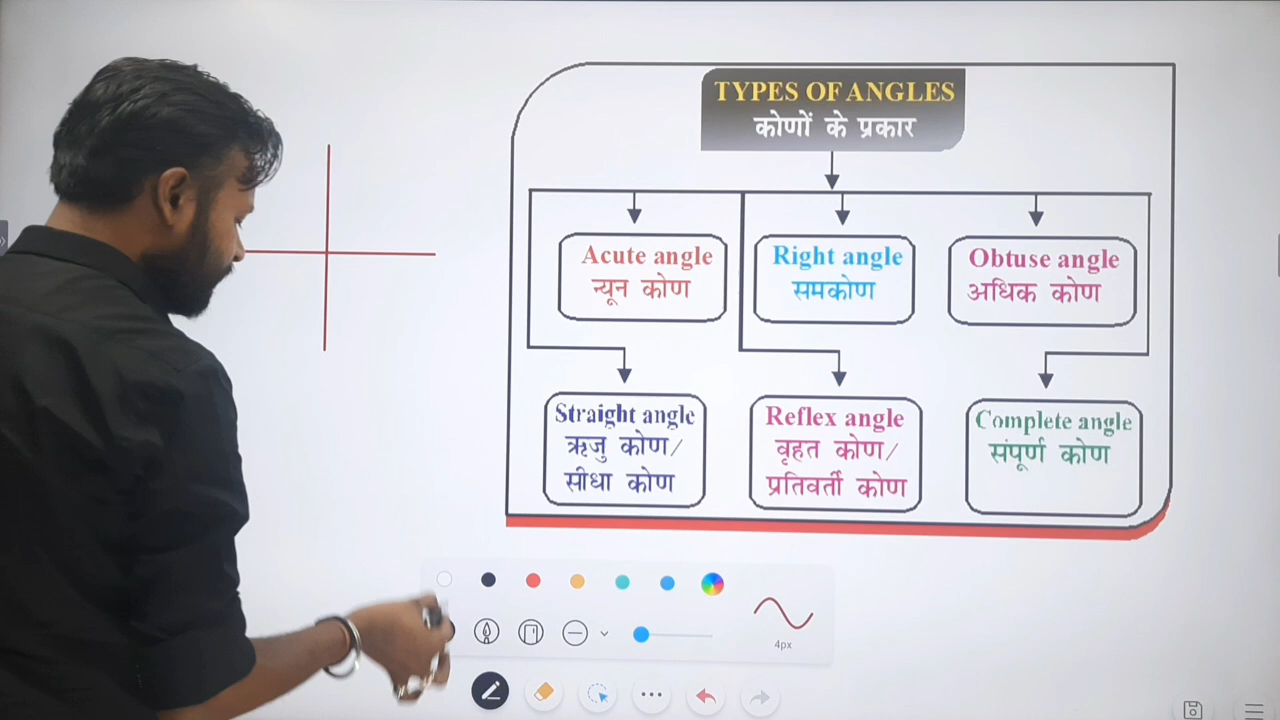 TYPES OF ANGLES
कोणों के प्रकार
Acute angle
न्यून कोण
Right angle
समकोण
Obtuse angle
अधिक कोण
Straight angle
ऋजु कोण/
सीधा कोण
Reflex angle
वृहत कोण/
प्रतिवर्ती कोण
Complete angle
संपूर्ण कोण
4px